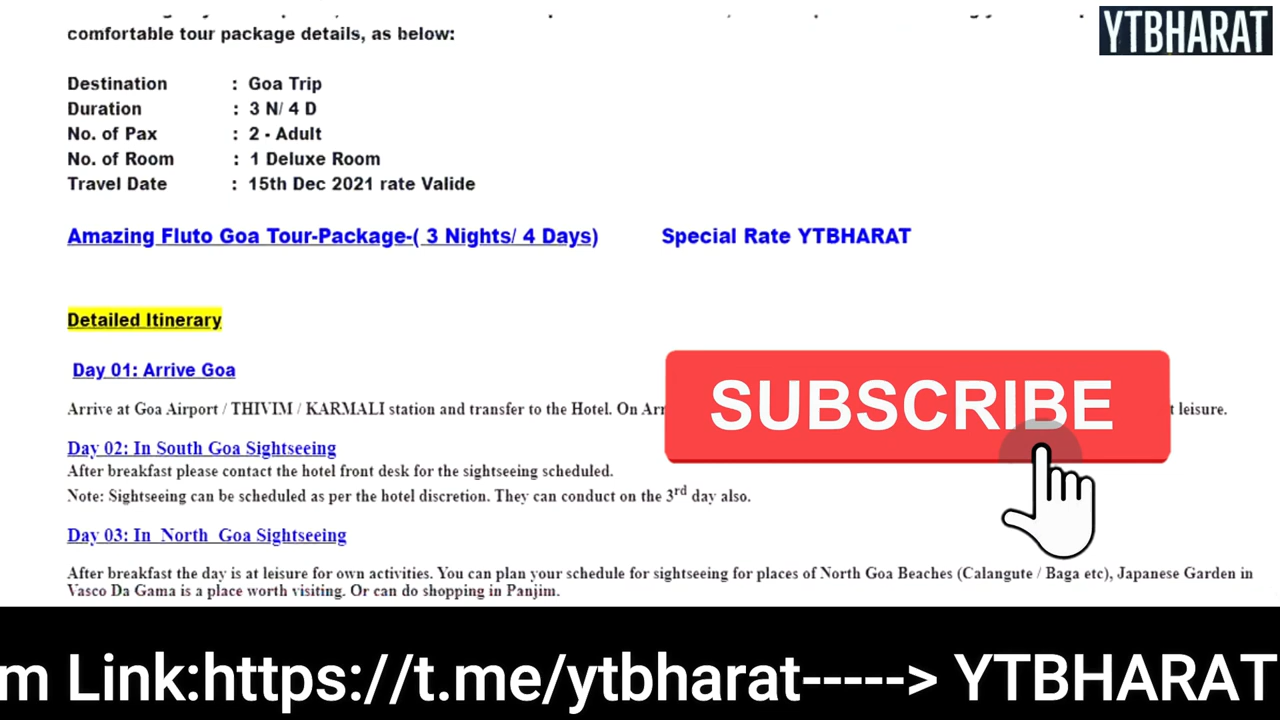 YTBHARAT
comfortable tour package details, as below:
Destination : Goa Trip
Duration : 3 N/ 4 D
No. of Pax : 2 - Adult
No. of Room : 1 Deluxe Room
Travel Date : 15th Dec 2021 rate Valide
Amazing Fluto Goa Tour-Package-( 3 Nights/ 4 Days) Special Rate YTBHARAT
Detailed Itinerary
Day 01: Arrive Goa
Arrive at Goa Airport / THIVIM / KARMALI station and transfer to the Hotel. On leisure.
SUBSCRIBE
Day 02: In South Goa Sightseeing
After breakfast please contact the hotel front desk for the sightseeing scheduled.
Note: Sightseeing can be scheduled as per the hotel discretion. They can conduct on the 3rd day also.
Day 03: In North Goa Sightseeing
After breakfast the day is at leisure for own activities. You can plan your schedule for sightseeing for places of North Goa Beaches (Calangute / Baga etc), Japanese Garden in
Vasco Da Gama is a place worth visiting. Or can do shopping in Panjim.
m Link:https://t.me/ytbharat-----> YTBHARAT